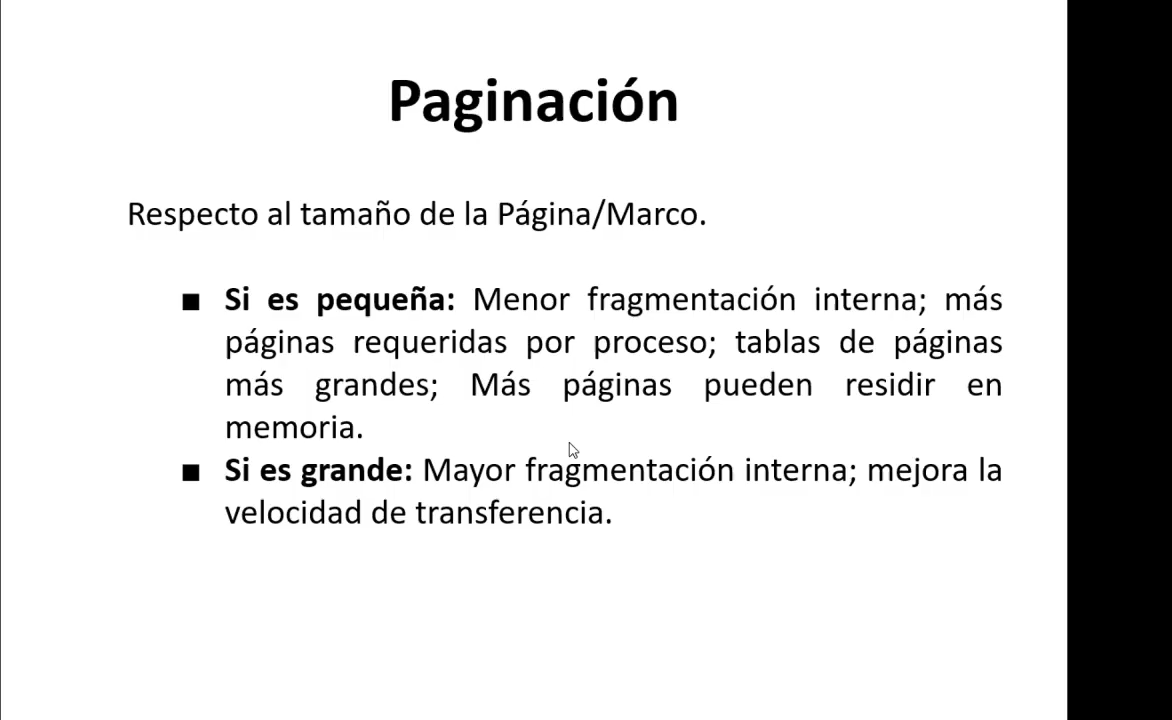 Paginación
Respecto al tamaño de la Página/Marco.
■ Si es pequeña: Menor fragmentación interna; más
páginas requeridas por proceso; tablas de páginas
más grandes; Más páginas pueden residir en
memoria.
■ Si es grande: Mayor fragmentación interna; mejora la
velocidad de transferencia.